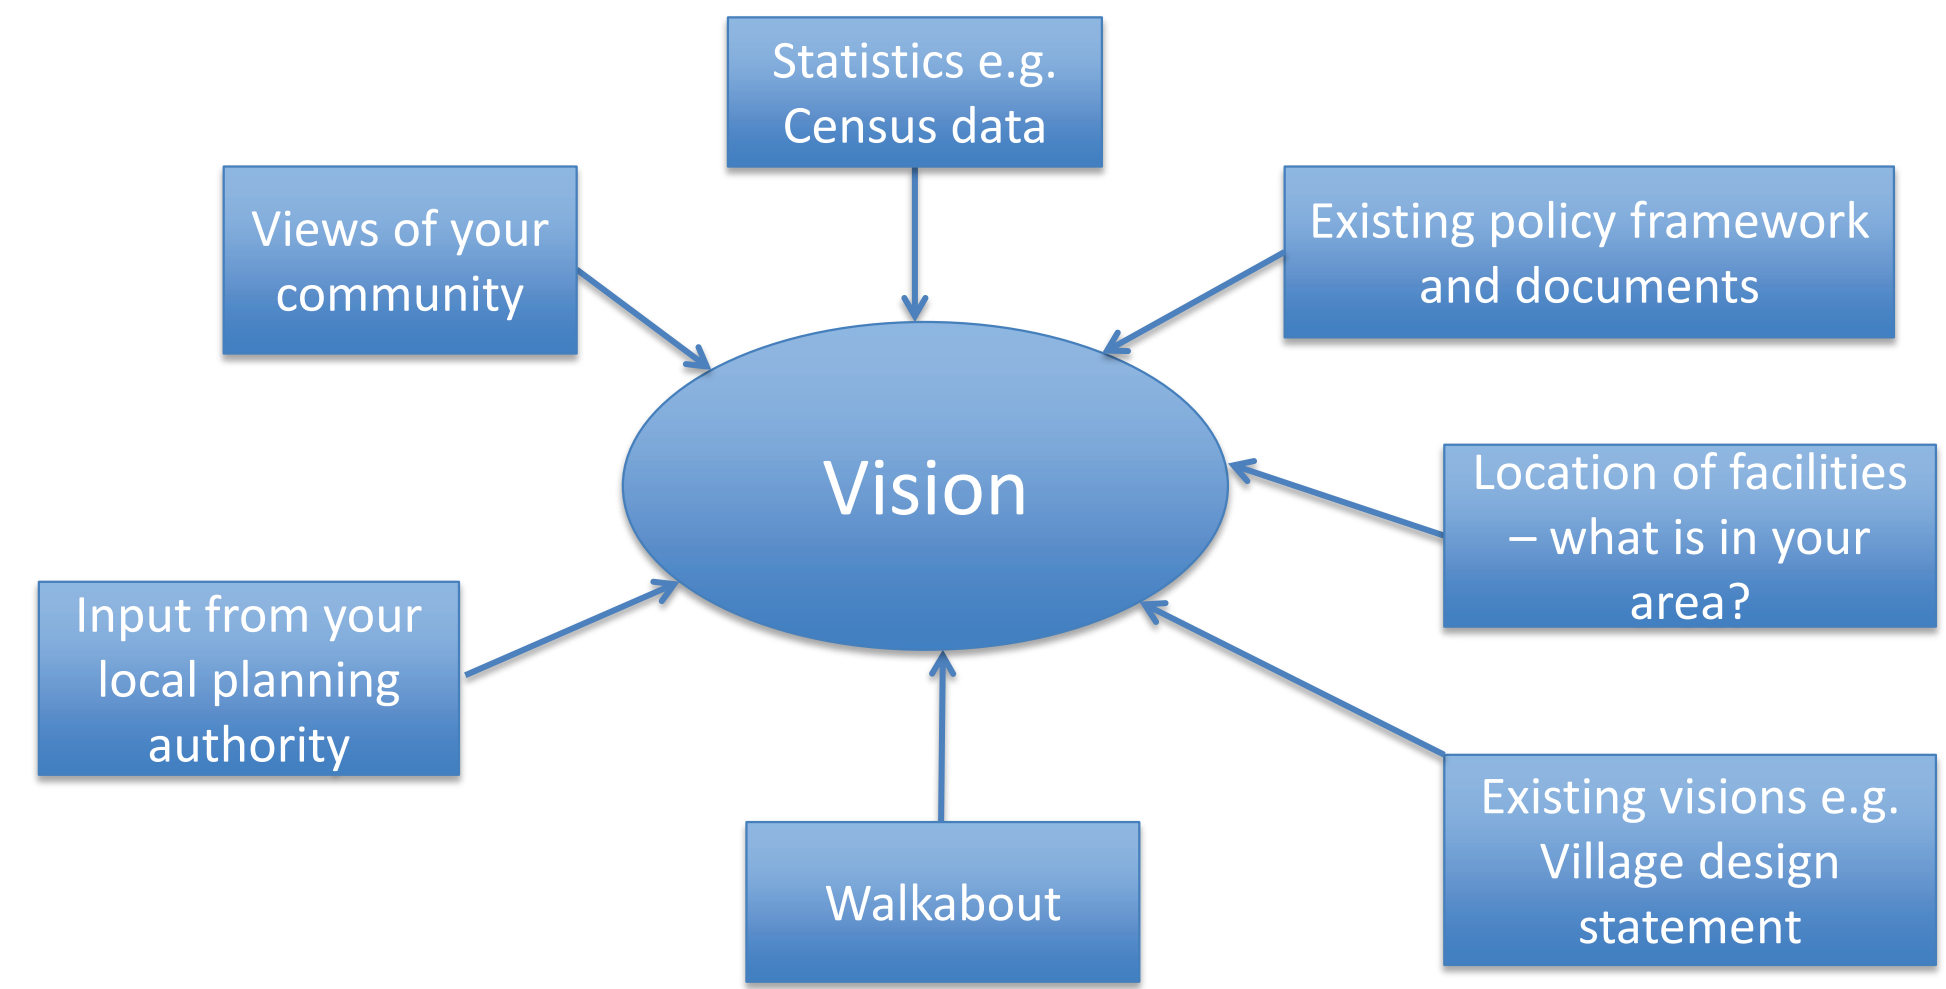 Statistics e.g.
Census data
Views of your
community
Existing policy framework
and documents
Vision
Location of facilities
– what is in your
area?
Input from your
local planning
authority
Existing visions e.g.
Village design
statement
Walkabout